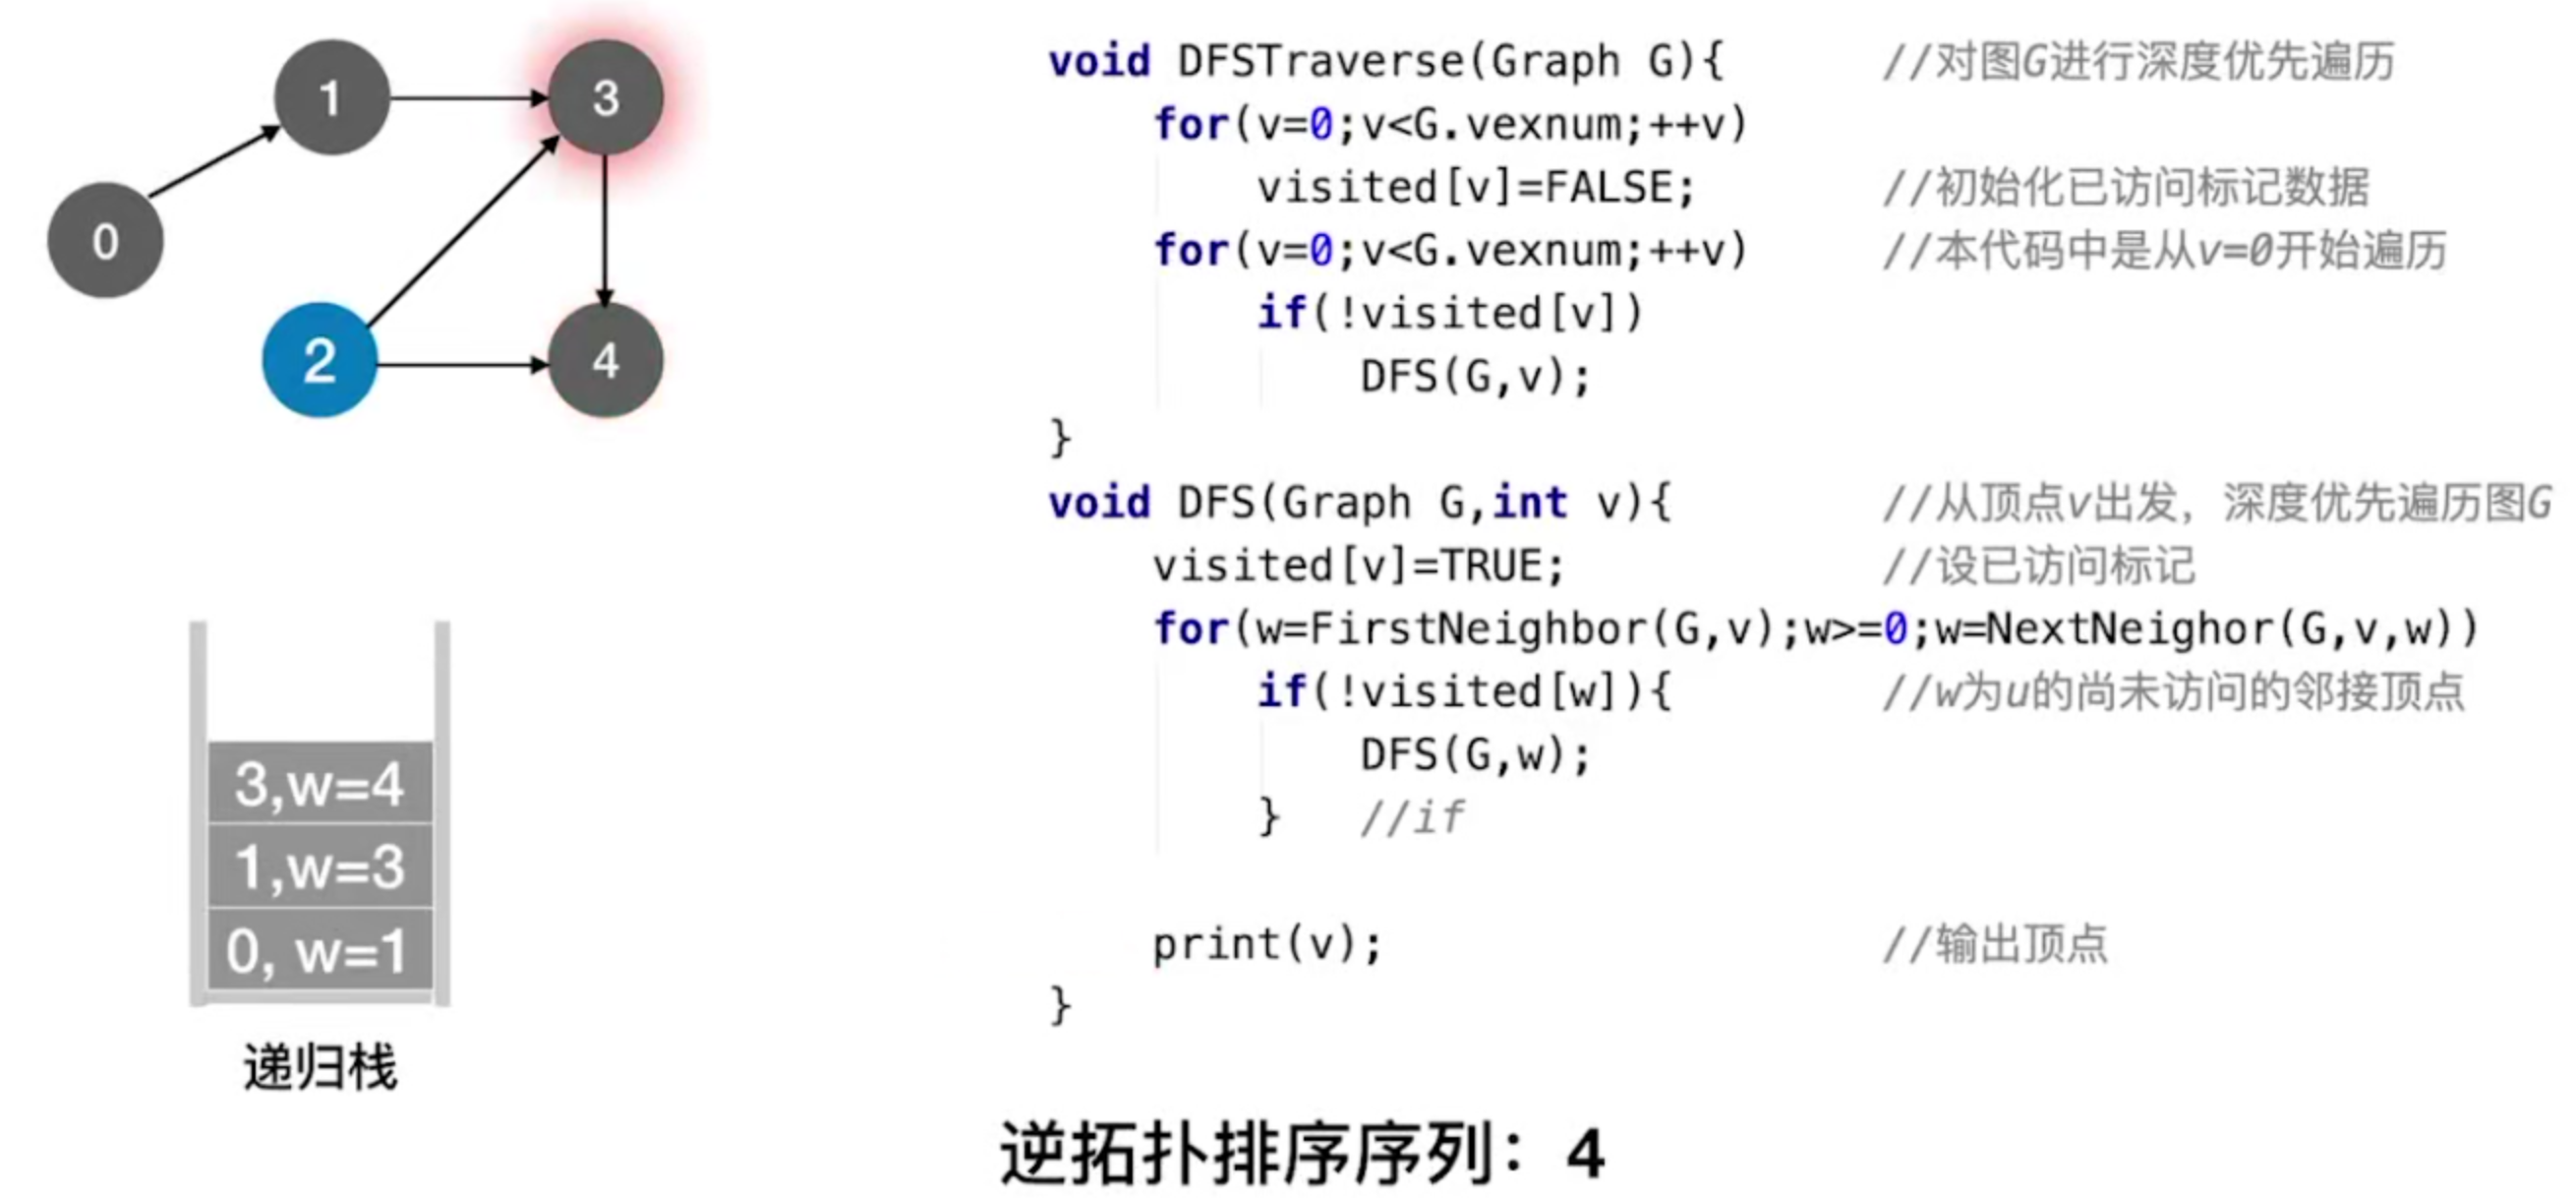 1
3
0
2
4
3,w=4
1,w=3
0, w=1
递归栈
void DFSTraverse(Graph G){ //对图G进行深度优先遍历
for(v=0;v<G.vexnum;++v)
visited[v]=FALSE; //初始化已访问标记数据
for(v=0;v<G.vexnum;++v) //本代码中是从v=0开始遍历
if(!visited[v])
DFS(G,v);
}
void DFS(Graph G,int v){ //从顶点v出发，深度优先遍历图G
visited[v]=TRUE; //设已访问标记
for(w=FirstNeighbor(G,v);w>=0;w=NextNeighor(G,v,w))
if(!visited[w]){ //w为u的尚未访问的邻接顶点
DFS(G,w);
} //if
print(v); //输出顶点
}
逆拓扑排序序列：4